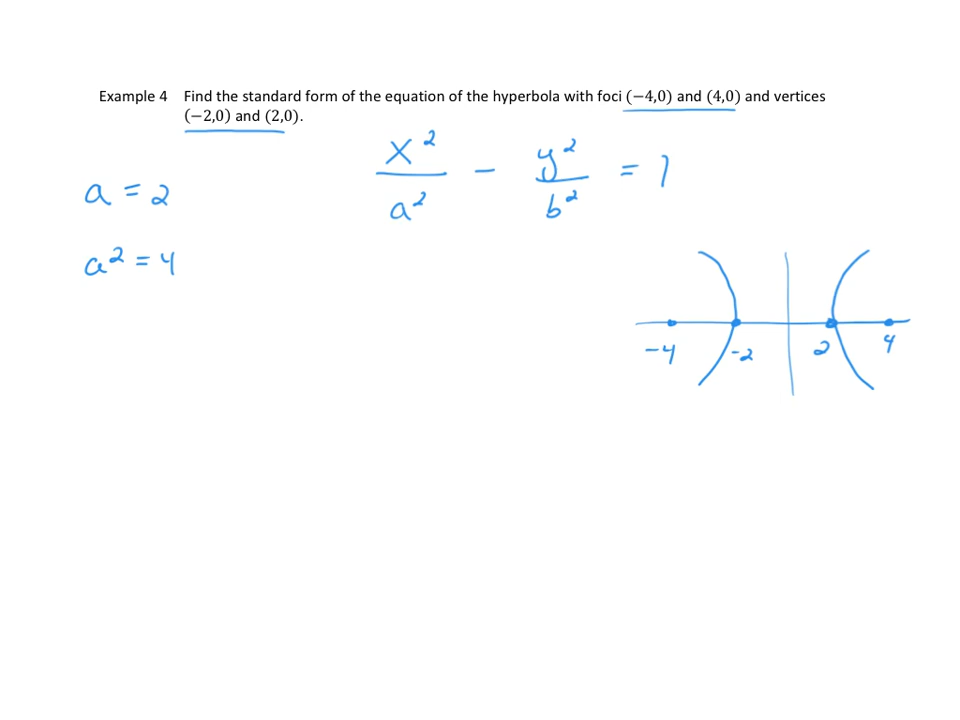 Example 4 Find the standard form of the equation of the hyperbola with foci (−4,0) and (4,0) and vertices
(−2,0) and (2,0).
x² / a² − y² / b² = 1
a = 2
a² = 4
−4 −2 2 4